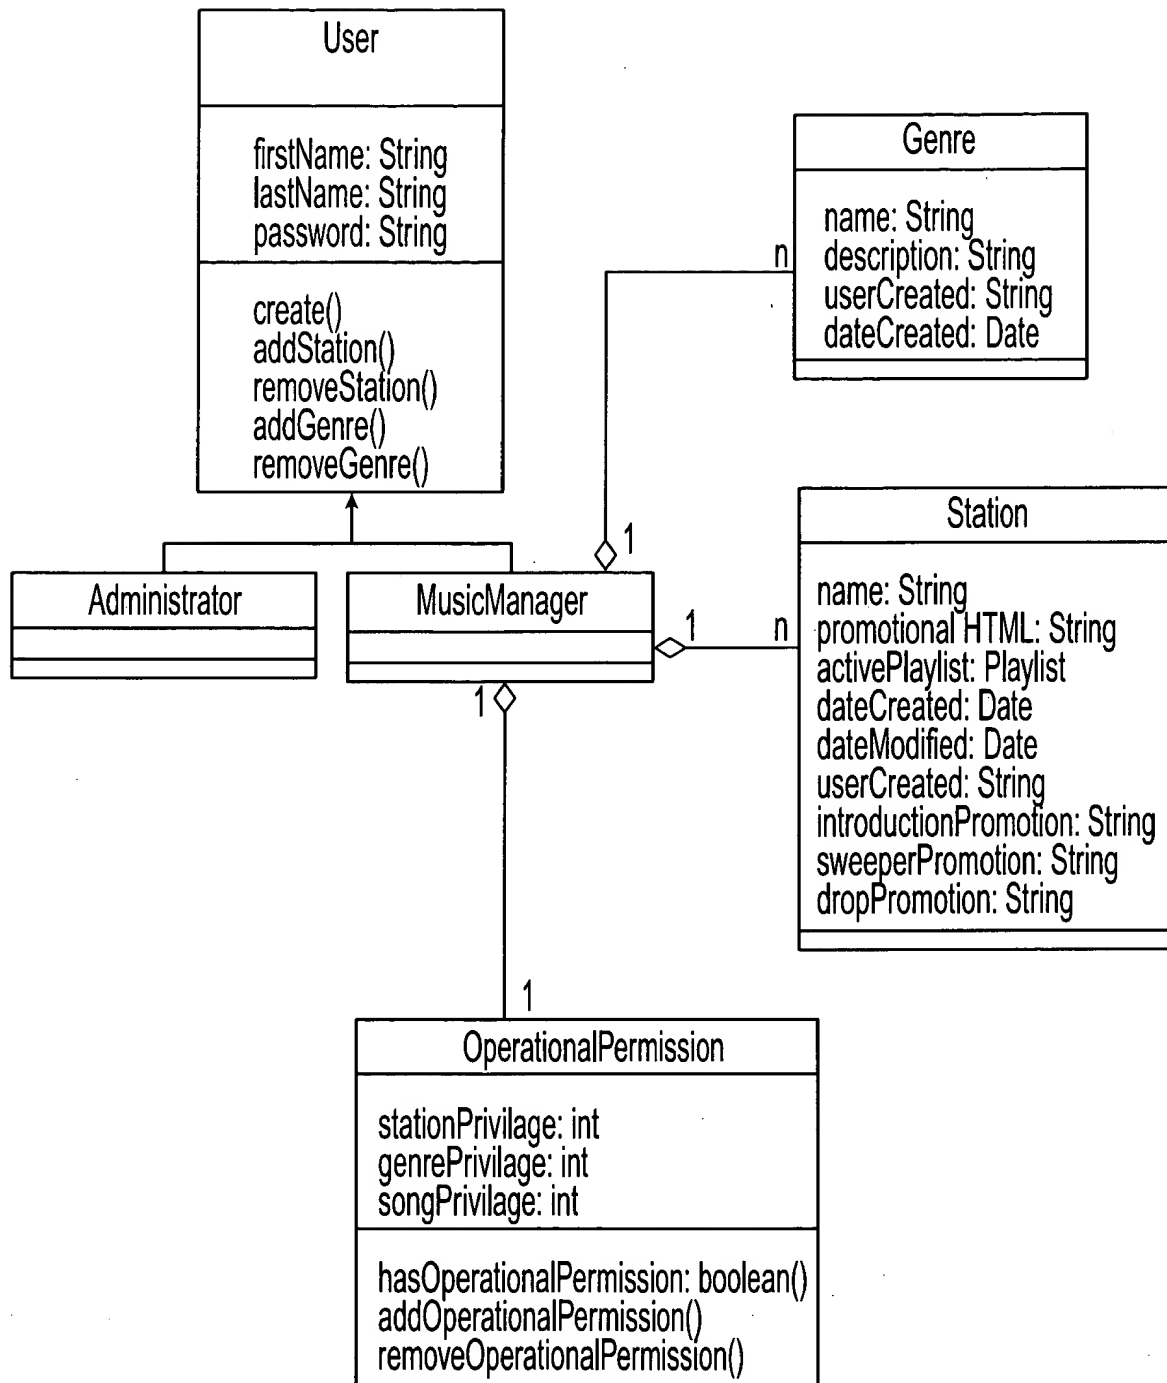 User
firstName: String
lastName: String
password: String
create()
addStation()
removeStation()
addGenre()
removeGenre()
Genre
name: String
description: String
userCreated: String
dateCreated: Date
n
1
Administrator
MusicManager
1
n
Station
name: String
promotional HTML: String
activePlaylist: Playlist
dateCreated: Date
dateModified: Date
userCreated: String
introductionPromotion: String
sweeperPromotion: String
dropPromotion: String
1
1
OperationalPermission
stationPrivilage: int
genrePrivilage: int
songPrivilage: int
hasOperationalPermission: boolean()
addOperationalPermission()
removeOperationalPermission()